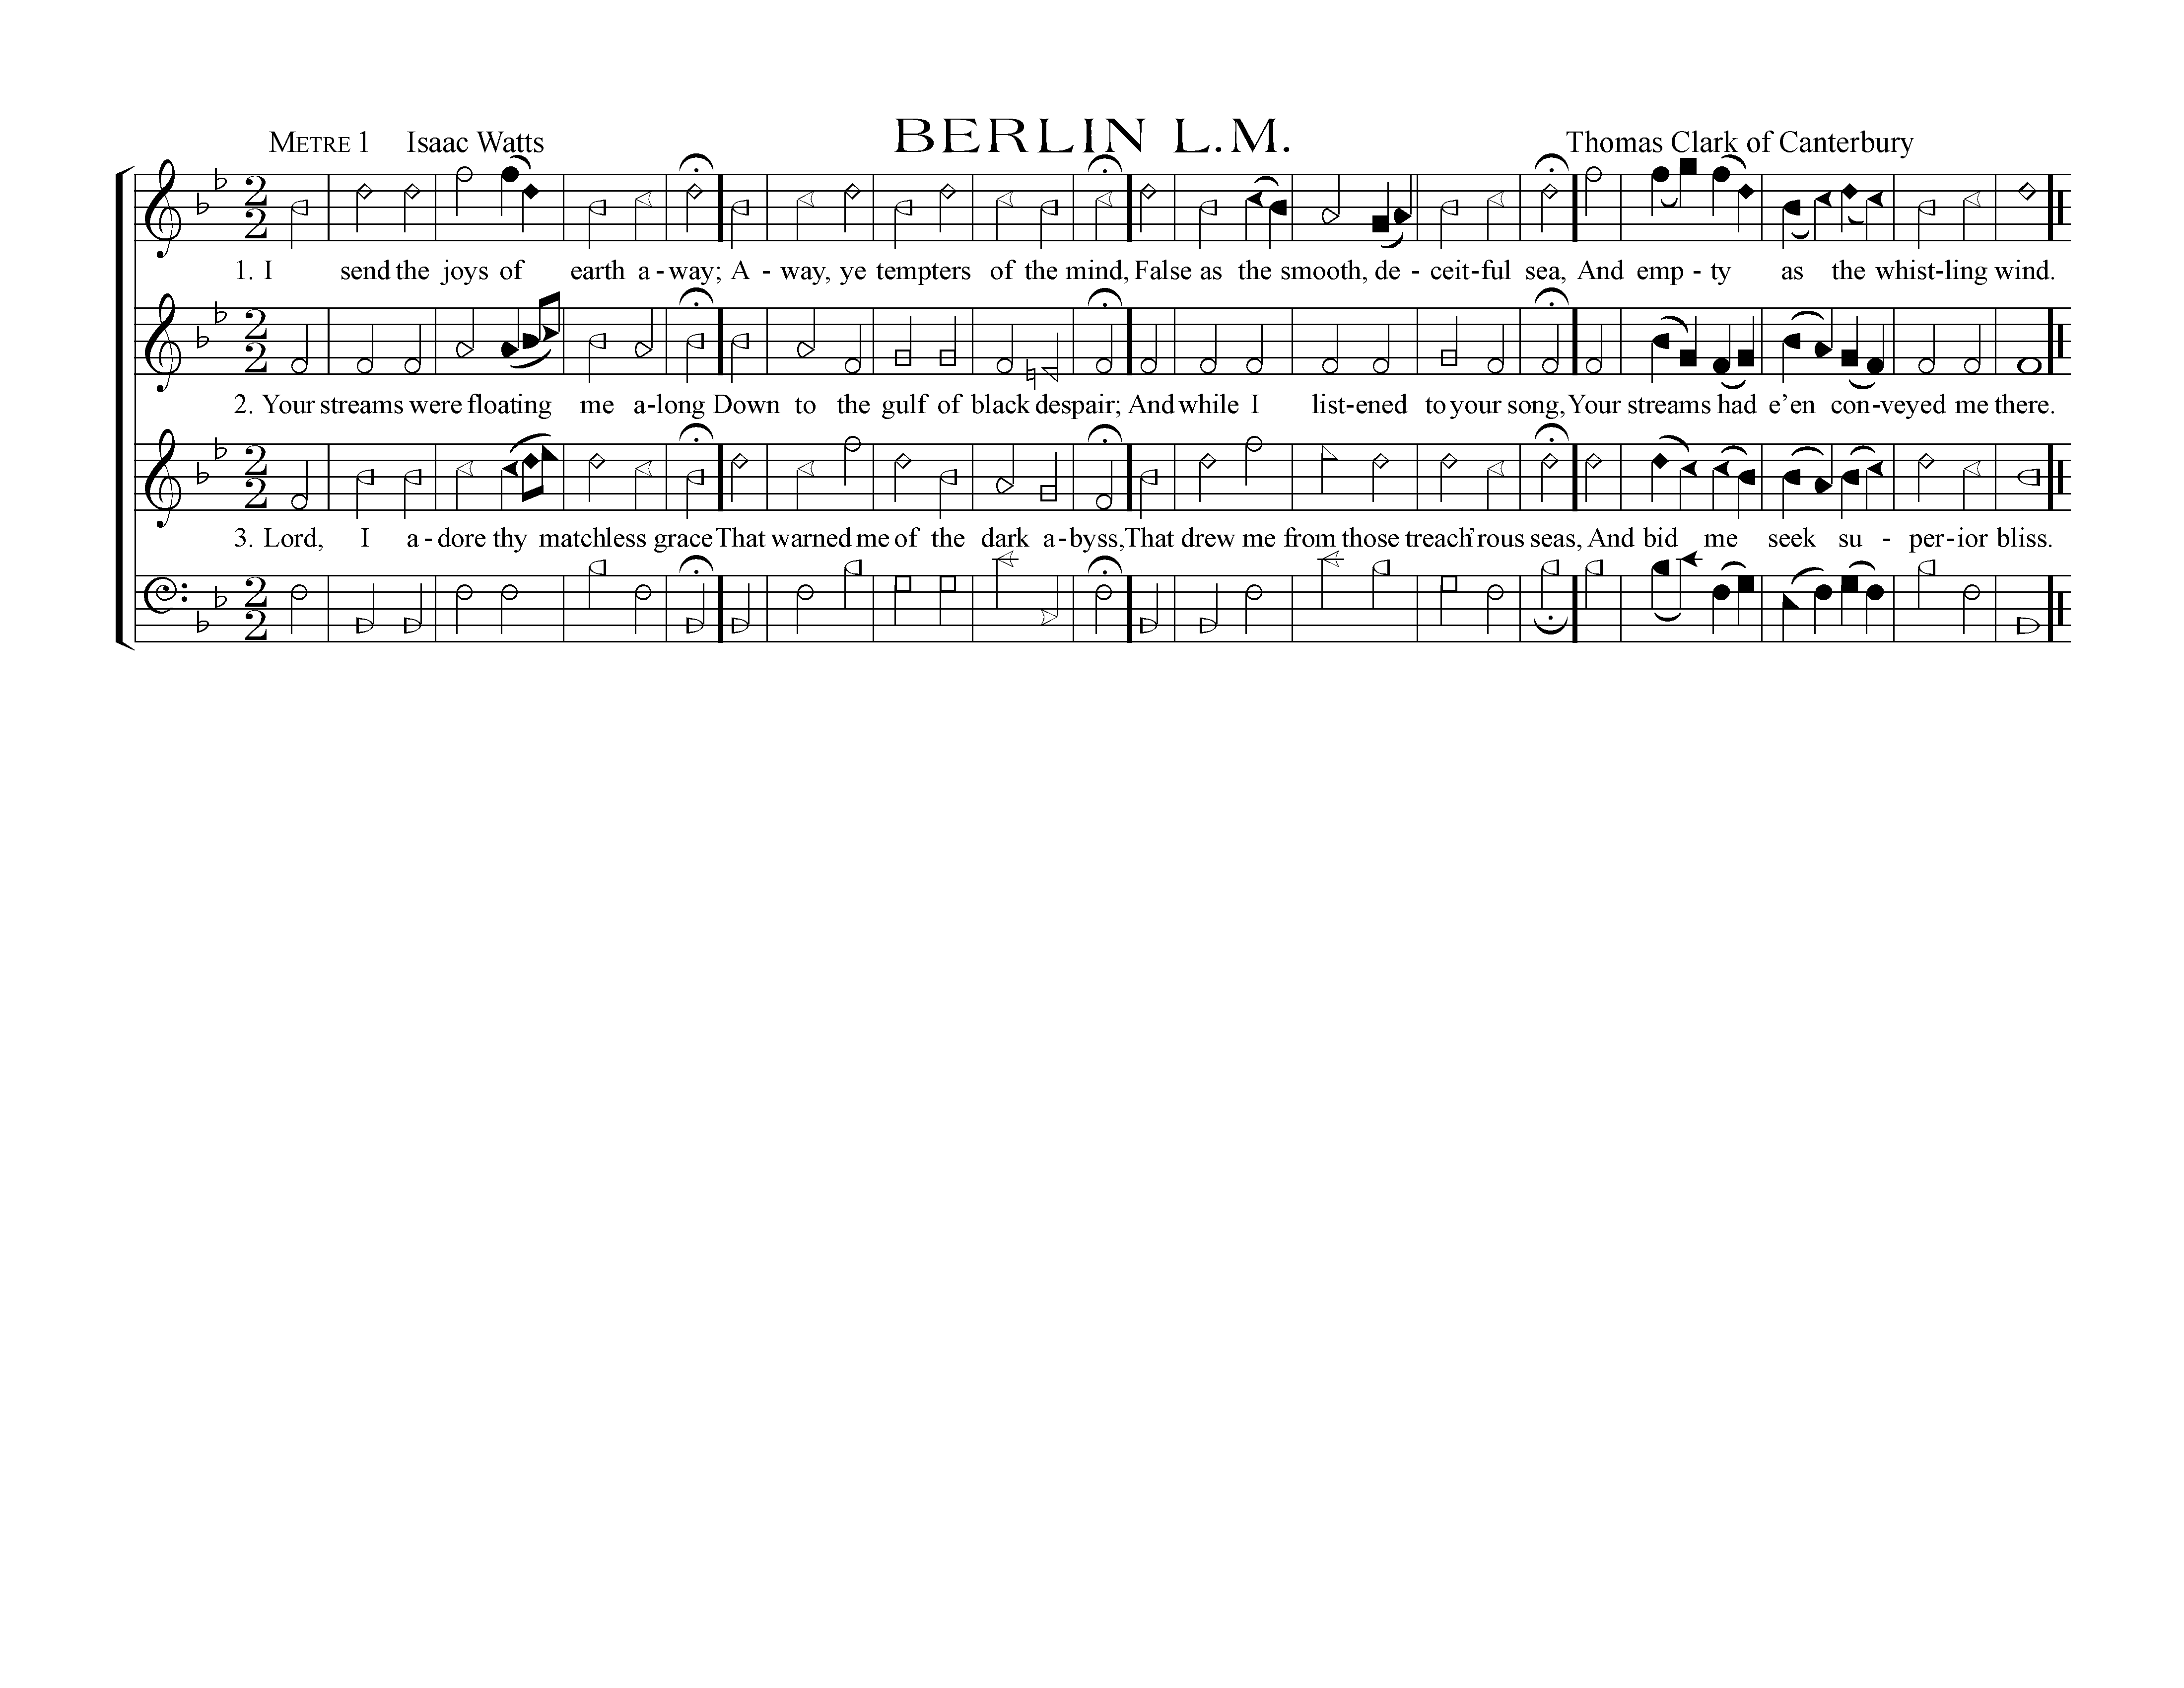 BERLIN L.M.
METRE 1 Isaac Watts Thomas Clark of Canterbury
1. I send the joys of earth a - way; A - way, ye tempters of the mind, False as the smooth, de - ceit-ful sea, And emp - ty as the whist-ling wind.
2. Your streams were floating me a-long Down to the gulf of black despair; And while I list-ened to your song, Your streams had e’en con-veyed me there.
3. Lord, I a - dore thy matchless grace That warned me of the dark a-byss, That drew me from those treach’rous seas, And bid me seek su - per-ior bliss.